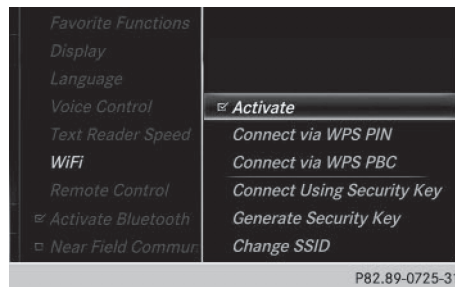 Favorite Functions
Display
Language
Voice Control
Text Reader Speed
WiFi
Remote Control
Activate Bluetooth
Near Field Commun
Activate
Connect via WPS PIN
Connect via WPS PBC
Connect Using Security Key
Generate Security Key
Change SSID
P82.89-0725-31